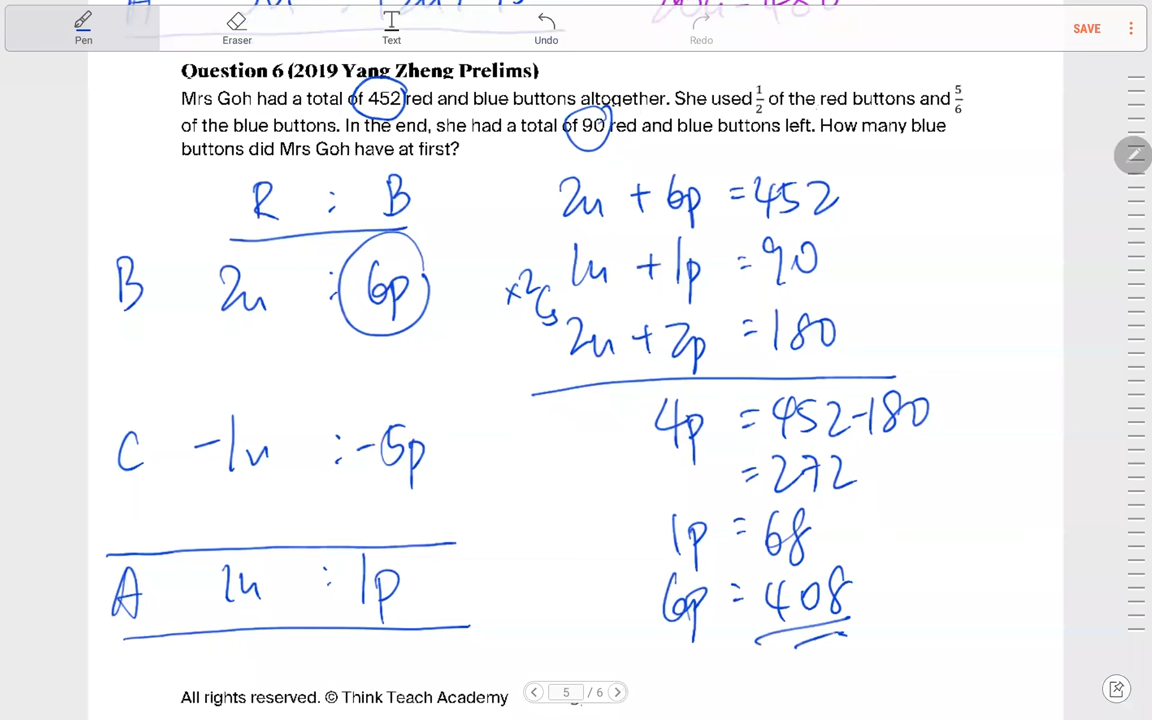 Pen
Eraser
Text
Undo
Redo
SAVE
Question 6 (2019 Yang Zheng Prelims)
Mrs Goh had a total of 452 red and blue buttons altogether. She used 1/2 of the red buttons and 5/6
of the blue buttons. In the end, she had a total of 90 red and blue buttons left. How many blue
buttons did Mrs Goh have at first?
R : B
B 2u : 6p
C -1u : -5p
A 1u : 1p
2u + 6p = 452
1u + 1p = 90
x2
2u + 2p = 180
4p = 452-180
= 272
1p = 68
6p = 408
All rights reserved. © Think Teach Academy
5 / 6